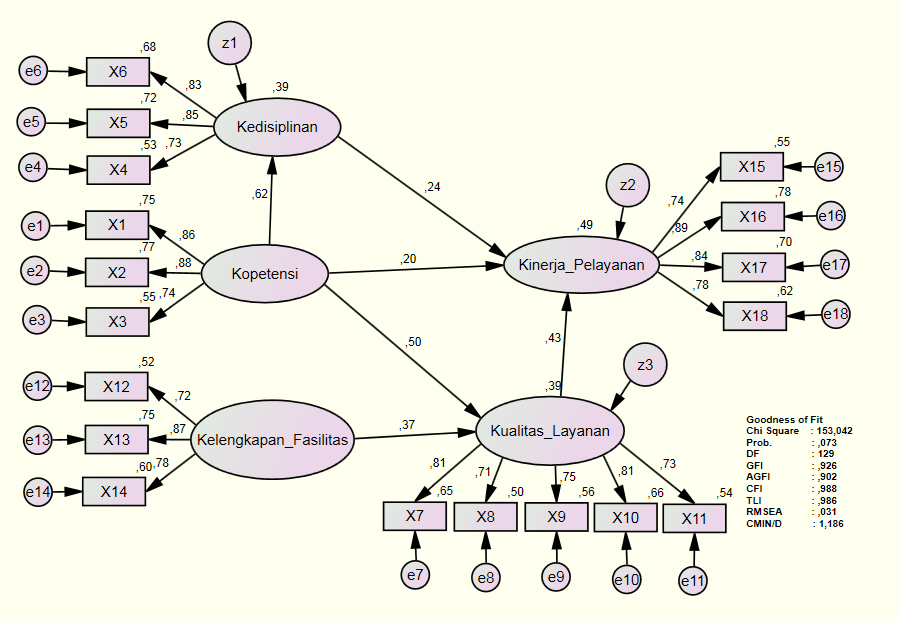 z1
,68
e6
X6
,83
,39
,72
e5
X5
,85
Kedisiplinan
,53
,73
e4
X4
,62
,24
,75
e1
X1
,86
,77
e2
X2
,88
Kopetensi
,20
,55
,74
e3
X3
,50
z2
,49
Kinerja_Pelayanan
,55
X15
e15
,74
,78
X16
e16
,89
,70
X17
e17
,84
,62
X18
e18
,78
,43
,52
e12
X12
,72
,75
e13
X13
,87
Kelengkapan_Fasilitas
,60
,78
e14
X14
,37
z3
,39
Kualitas_Layanan
,81
,71
,75
,81
,73
,65
,50
,56
,66
,54
X7
X8
X9
X10
X11
e7
e8
e9
e10
e11
Goodness of Fit
Chi Square : 153,042
Prob. : ,073
DF : 129
GFI : ,926
AGFI : ,902
CFI : ,988
TLI : ,986
RMSEA : ,031
CMIN/D : 1,186